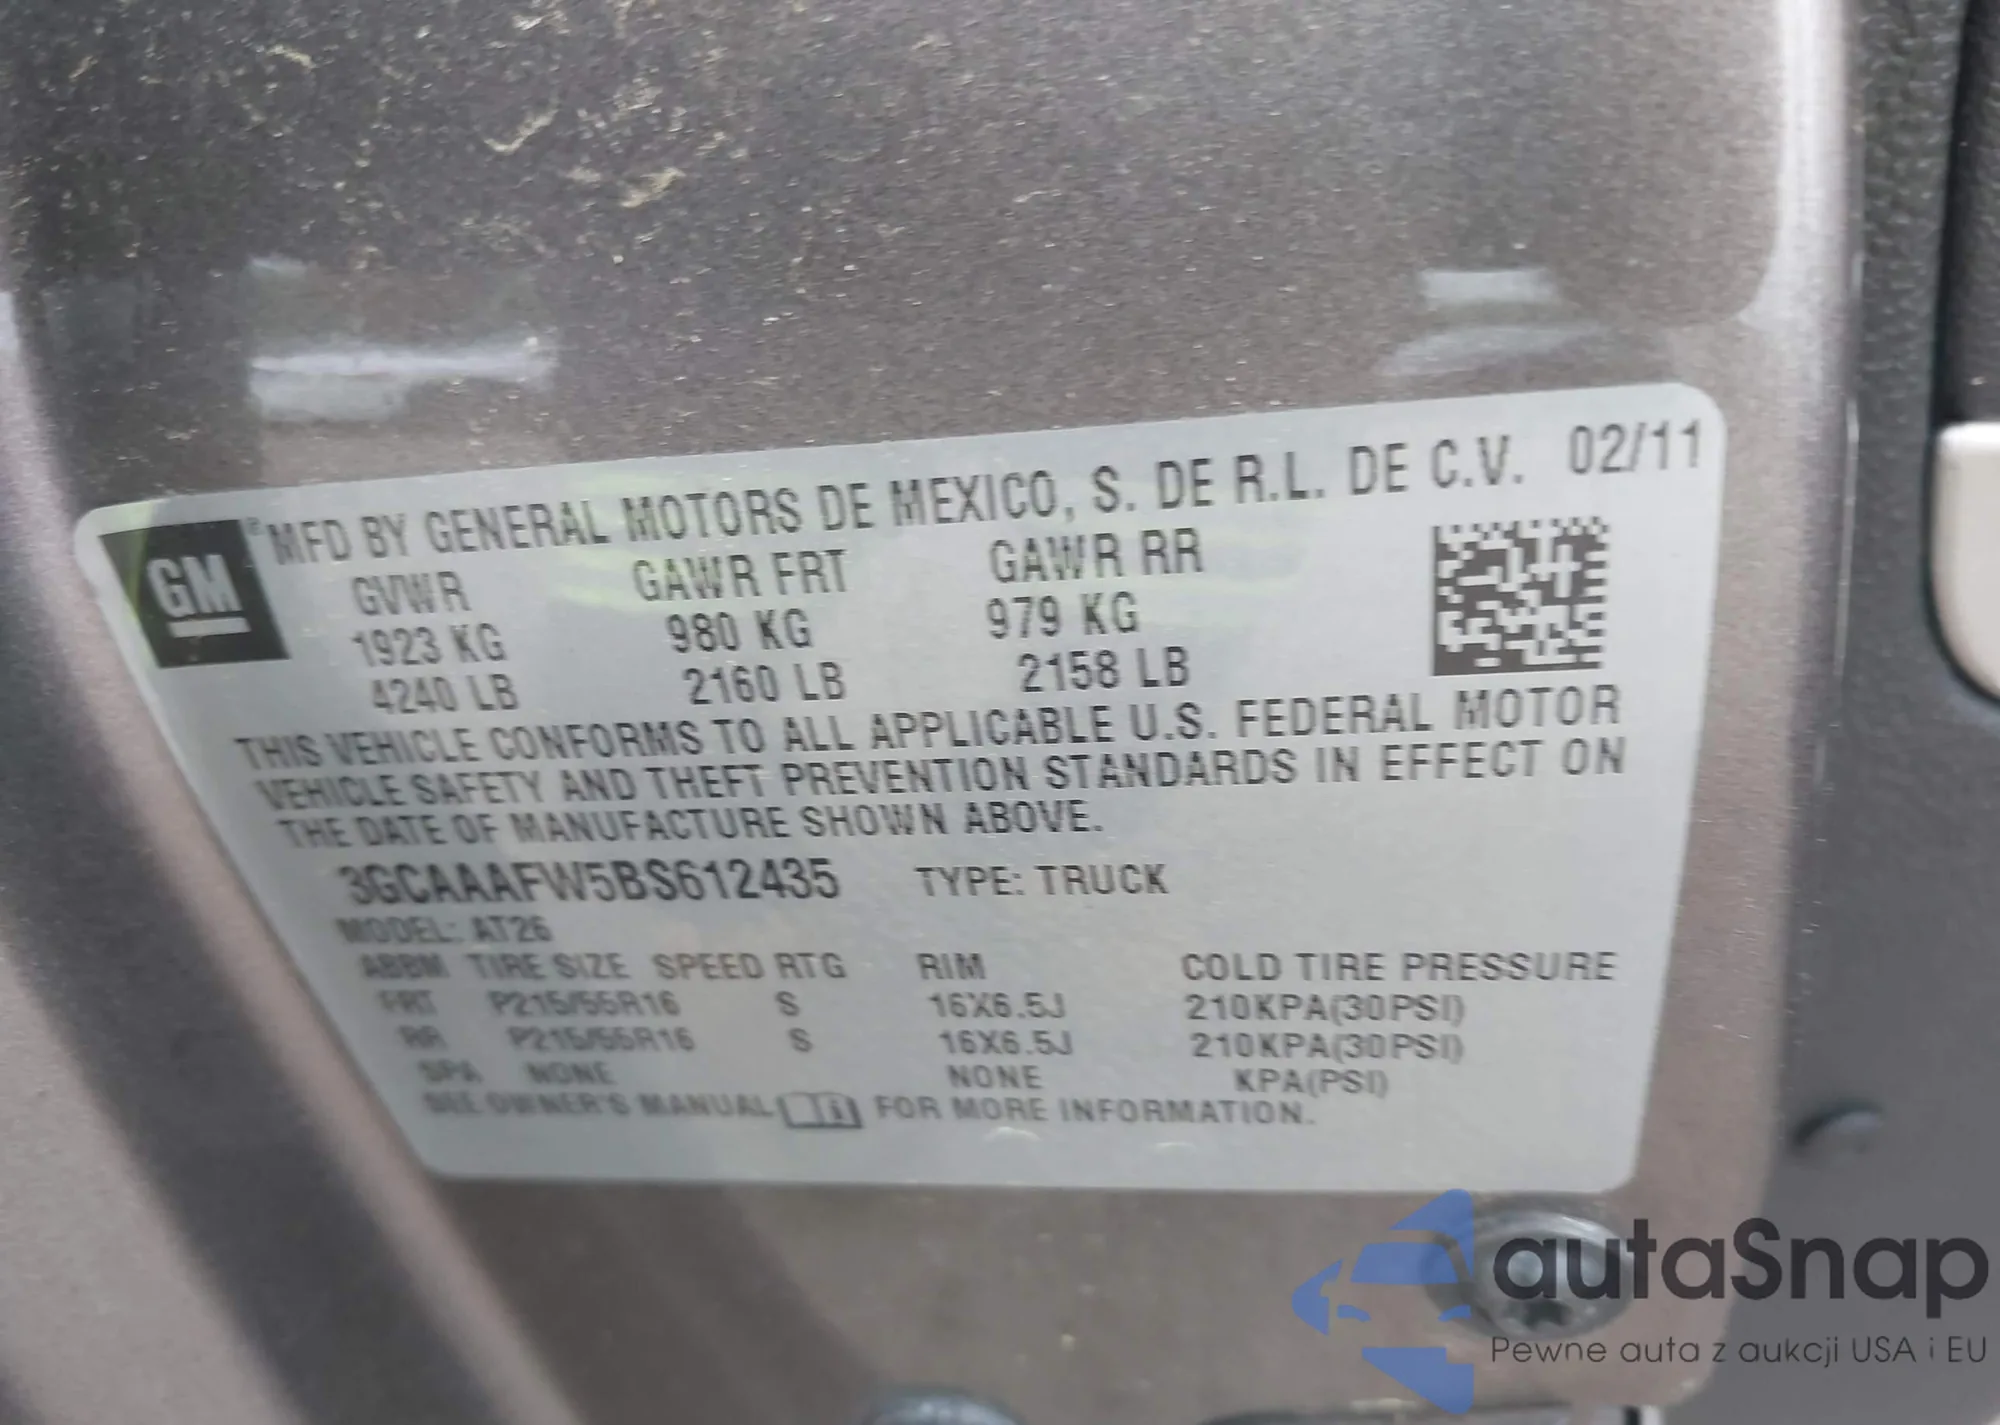 GM
® MFD BY GENERAL MOTORS DE MEXICO, S. DE R.L. DE C.V. 02/11
GVWR GAWR FRT GAWR RR
1923 KG 980 KG 979 KG
4240 LB 2160 LB 2158 LB
THIS VEHICLE CONFORMS TO ALL APPLICABLE U.S. FEDERAL MOTOR
VEHICLE SAFETY AND THEFT PREVENTION STANDARDS IN EFFECT ON
THE DATE OF MANUFACTURE SHOWN ABOVE.
3GCAAAFW5BS612435 TYPE: TRUCK
MODEL: AT26
ABBM TIRE SIZE SPEED RTG RIM COLD TIRE PRESSURE
FRT P215/55R16 S 16X6.5J 210KPA(30PSI)
RR P215/55R16 S 16X6.5J 210KPA(30PSI)
SPA NONE NONE KPA(PSI)
SEE OWNER'S MANUAL FOR MORE INFORMATION.
autaSnap
Pewne auta z aukcji USA i EU